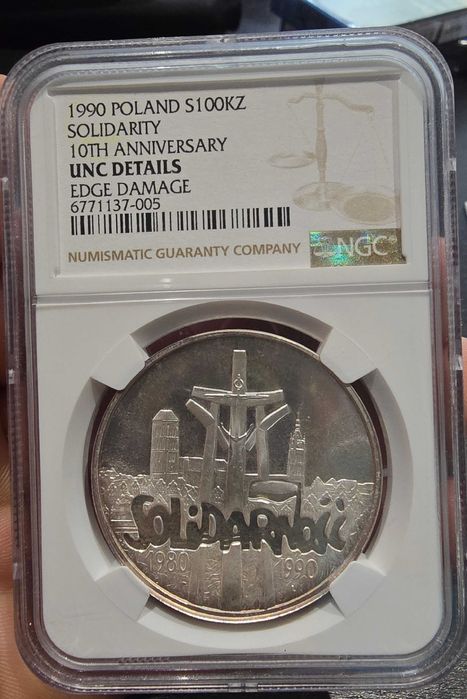 1990 POLAND S100KZ
SOLIDARITY
10TH ANNIVERSARY
UNC DETAILS
EDGE DAMAGE
6771137-005
NUMISMATIC GUARANTY COMPANY
NGC
SOLiDARNOŚĆ
1980 1990